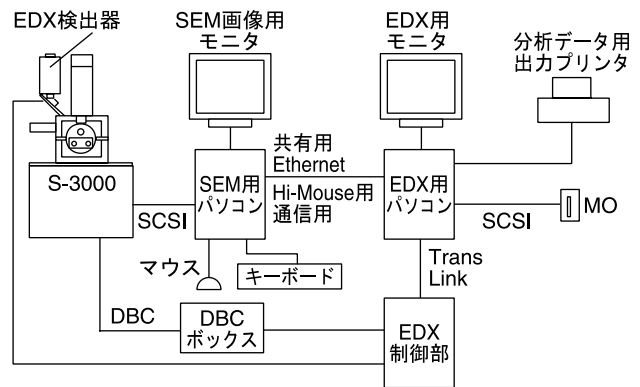 EDX検出器
SEM画像用
モニタ
EDX用
モニタ
分析データ用
出力プリンタ
S-3000
SCSI
SEM用
パソコン
共有用
Ethernet
Hi-Mouse用
通信用
EDX用
パソコン
SCSI
MO
マウス
キーボード
Trans
Link
DBC
DBC
ボックス
EDX
制御部